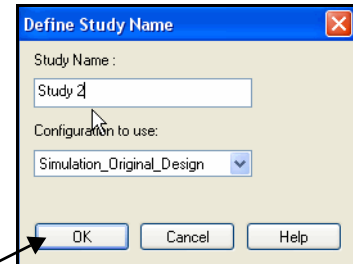 Define Study Name
Study Name :
Study 2
Configuration to use:
Simulation_Original_Design
OK Cancel Help